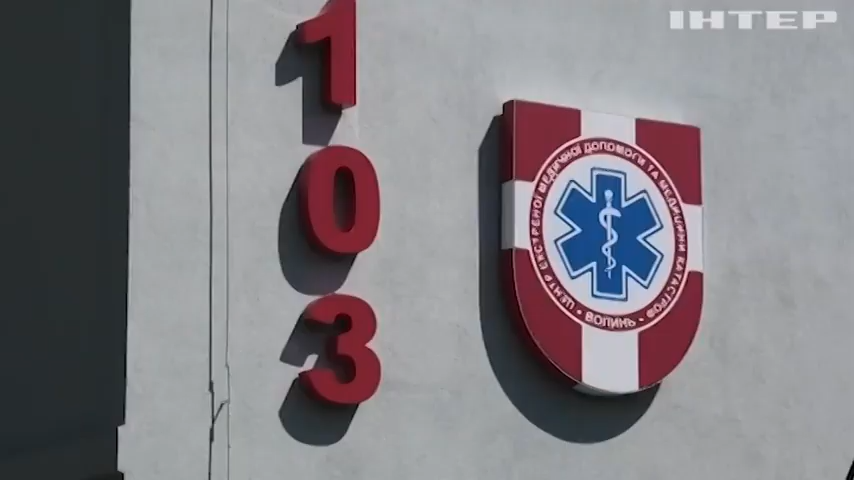 ІНТЕР
103
ЦЕНТР ЕКСТРЕНОЇ МЕДИЧНОЇ ДОПОМОГИ ТА МЕДИЦИНИ КАТАСТРОФ
• ВОЛИНЬ •